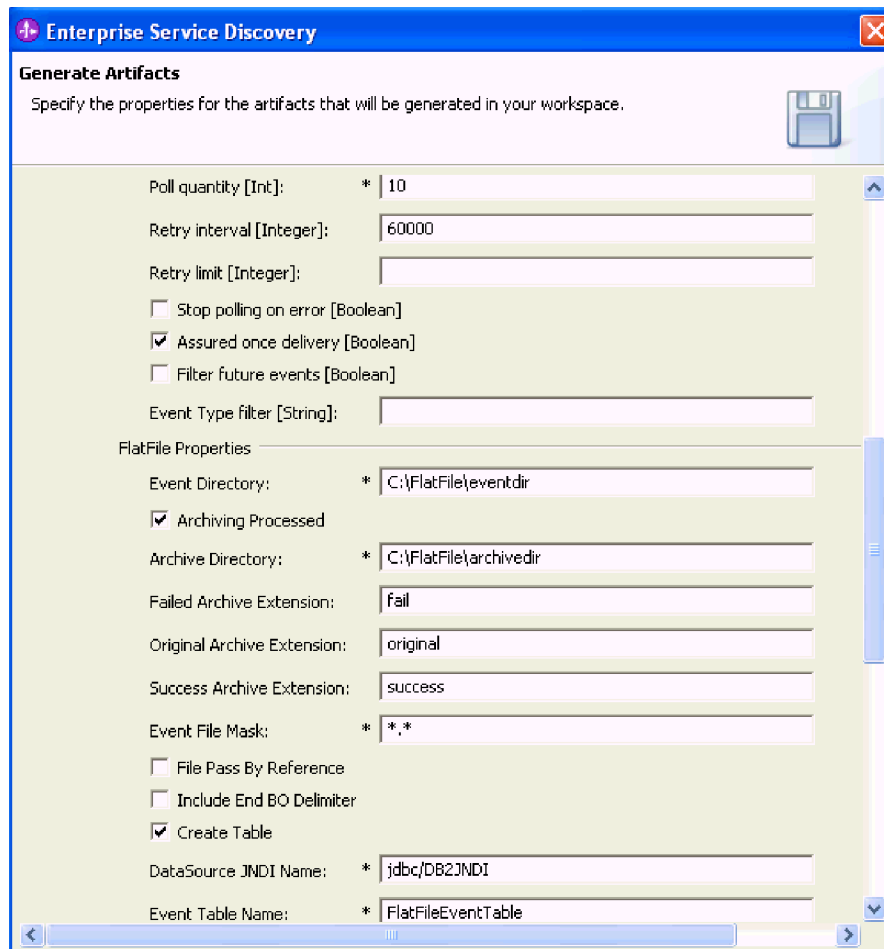 Enterprise Service Discovery
Generate Artifacts
Specify the properties for the artifacts that will be generated in your workspace.
Poll quantity [Int]: * 10
Retry interval [Integer]: 60000
Retry limit [Integer]:
Stop polling on error [Boolean]
Assured once delivery [Boolean]
Filter future events [Boolean]
Event Type filter [String]:
FlatFile Properties
Event Directory: * C:\FlatFile\eventdir
Archiving Processed
Archive Directory: * C:\FlatFile\archivedir
Failed Archive Extension: fail
Original Archive Extension: original
Success Archive Extension: success
Event File Mask: * *.*
File Pass By Reference
Include End BO Delimiter
Create Table
DataSource JNDI Name: * jdbc/DB2JNDI
Event Table Name: * FlatFileEventTable